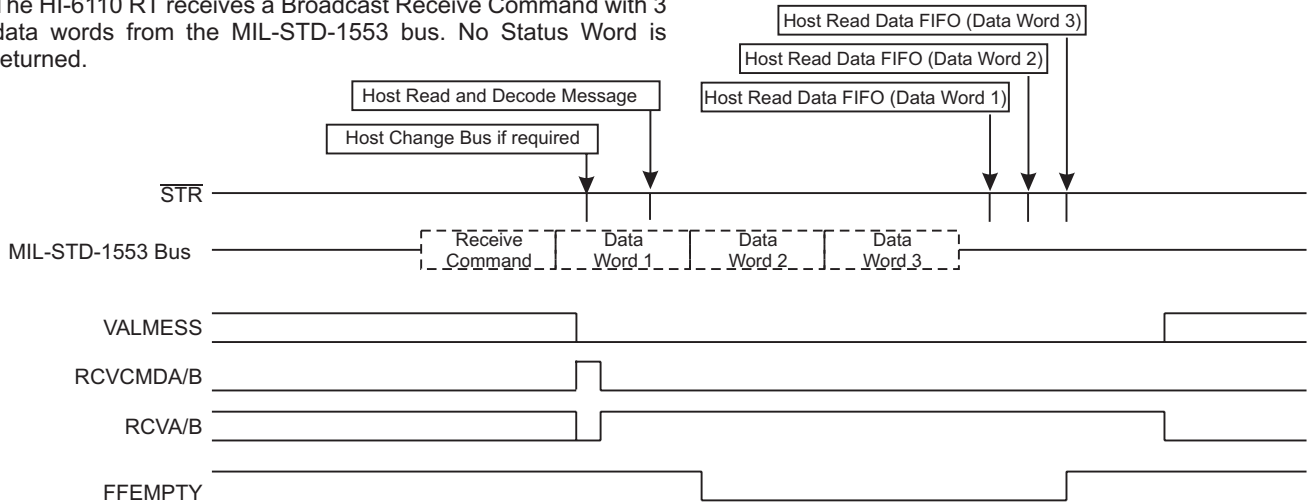 The HI-6110 RT receives a Broadcast Receive Command with 3
data words from the MIL-STD-1553 bus. No Status Word is
returned.
Host Read Data FIFO (Data Word 3)
Host Read Data FIFO (Data Word 2)
Host Read and Decode Message
Host Read Data FIFO (Data Word 1)
Host Change Bus if required
STR
MIL-STD-1553 Bus
Receive
Command
Data
Word 1
Data
Word 2
Data
Word 3
VALMESS
RCVCMDA/B
RCVA/B
FFEMPTY